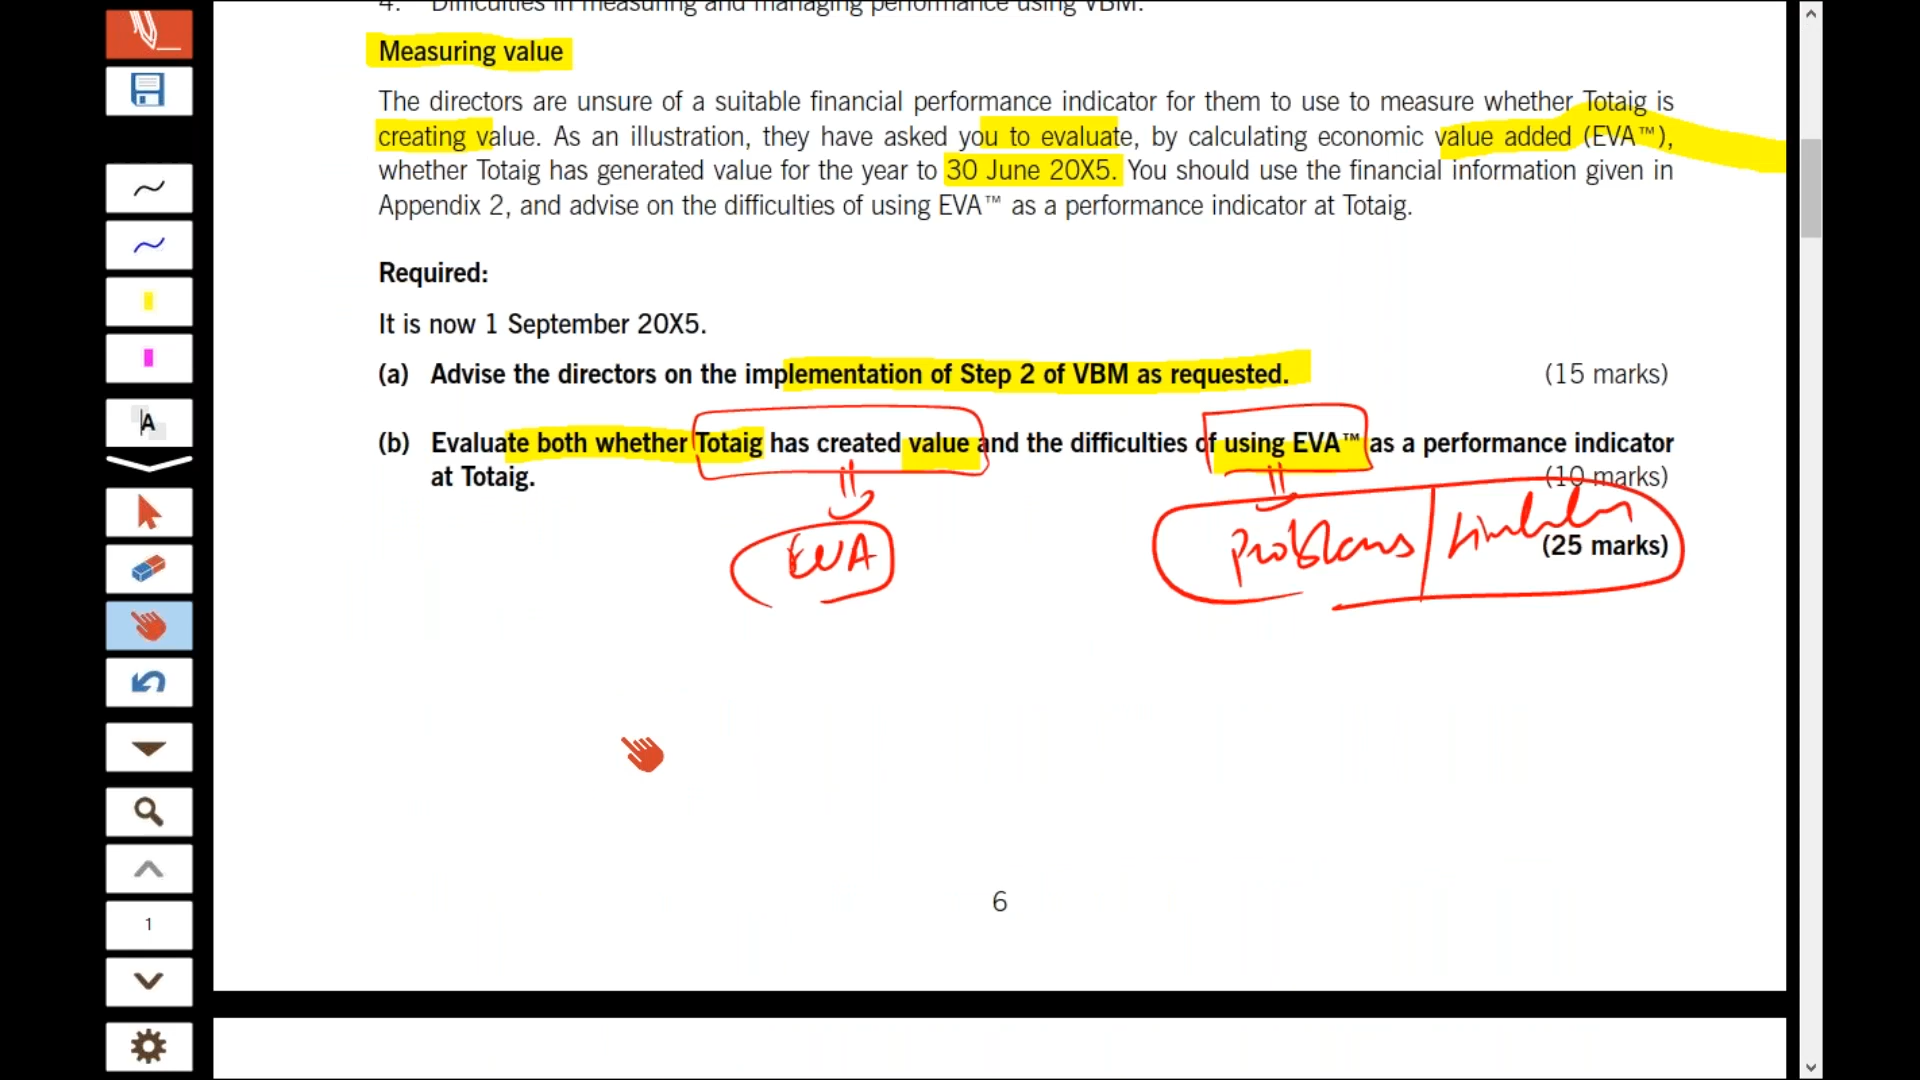 4. Difficulties in measuring and managing performance using VBM.
Measuring value
The directors are unsure of a suitable financial performance indicator for them to use to measure whether Totaig is
creating value. As an illustration, they have asked you to evaluate, by calculating economic value added (EVA™),
whether Totaig has generated value for the year to 30 June 20X5. You should use the financial information given in
Appendix 2, and advise on the difficulties of using EVA™ as a performance indicator at Totaig.
Required:
It is now 1 September 20X5.
(a) Advise the directors on the implementation of Step 2 of VBM as requested. (15 marks)
(b) Evaluate both whether Totaig has created value and the difficulties of using EVA™ as a performance indicator
at Totaig. (10 marks)
EVA
Problems
(25 marks)
6
A
1